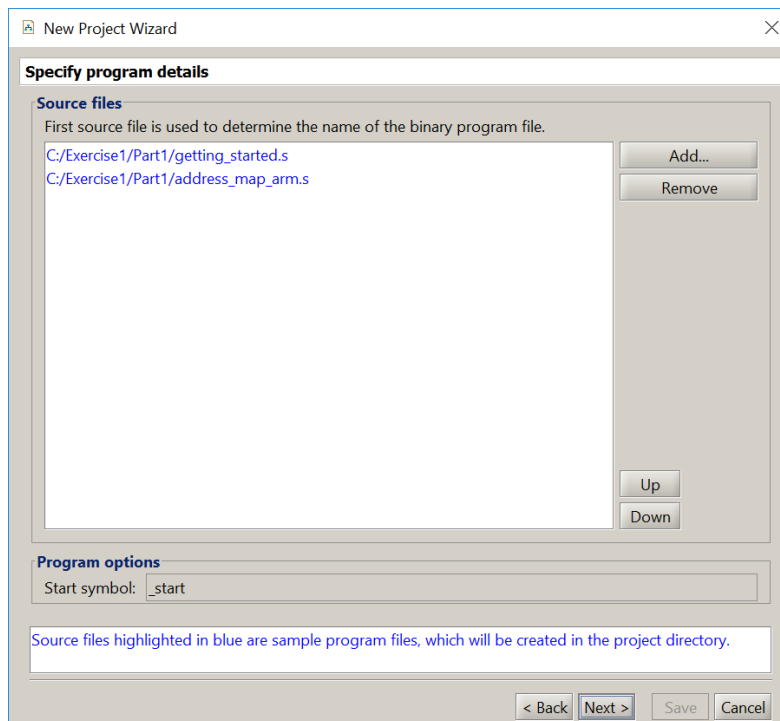 New Project Wizard
Specify program details
Source files
First source file is used to determine the name of the binary program file.
C:/Exercise1/Part1/getting_started.s
C:/Exercise1/Part1/address_map_arm.s
Add...
Remove
Up
Down
Program options
Start symbol: _start
Source files highlighted in blue are sample program files, which will be created in the project directory.
< Back Next > Save Cancel